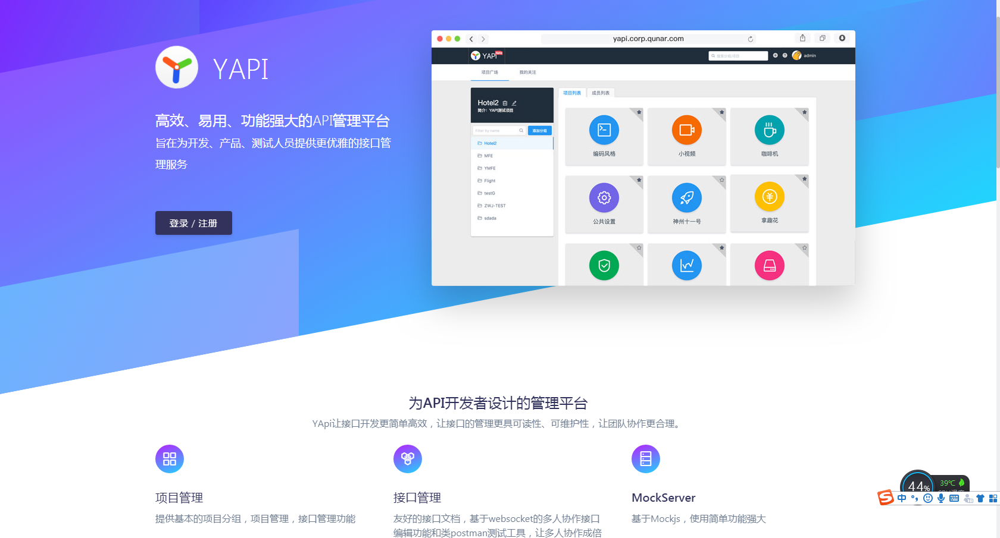 YAPI
高效、易用、功能强大的API管理平台
旨在为开发、产品、测试人员提供更优雅的接口管
理服务
登录 / 注册
yapi.corp.qunar.com
YAPI
搜索分组/项目
admin
项目广场
我的关注
Hotel2
简介：YAPI测试项目
Filter by name
添加分组
Hotel2
MFE
YMFE
Flight
testG
ZWJ-TEST
sdada
项目列表
成员列表
编码风格
小视频
咖啡机
公共设置
神州十一号
拿趣花
为API开发者设计的管理平台
YApi让接口开发更简单高效，让接口的管理更具可读性、可维护性，让团队协作更合理。
项目管理
提供基本的项目分组，项目管理，接口管理功能
接口管理
友好的接口文档，基于websocket的多人协作接口
编辑功能和类postman测试工具，让多人协作成倍
MockServer
基于Mockjs，使用简单功能强大
44%
39℃
中